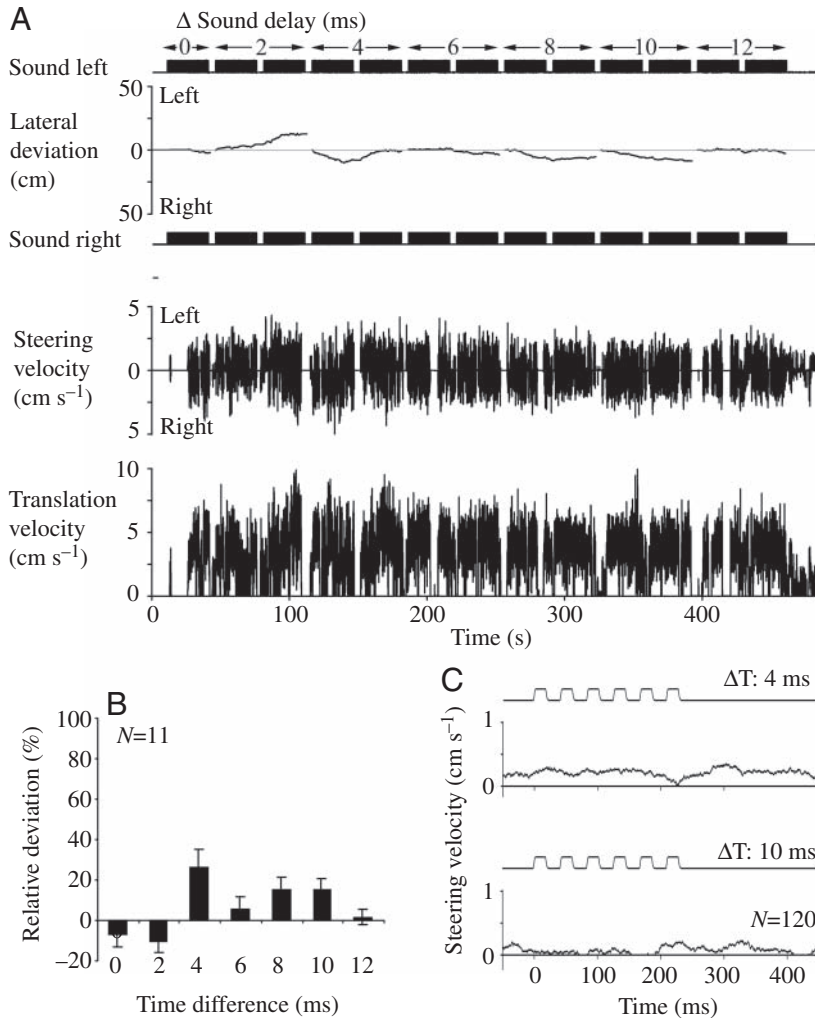 A
Δ Sound delay (ms)
0 2 4 6 8 10 12
Sound left
50
Left
Lateral
deviation
(cm)
0
50
Right
Sound right
5
Left
Steering
velocity
(cm s–1)
0
5
Right
10
Translation
velocity
(cm s–1)
5
0
0 100 200 300 400
Time (s)
B
N=11
Relative deviation (%)
100
80
60
40
20
0
–20
0 2 4 6 8 10 12
Time difference (ms)
C
ΔT: 4 ms
Steering velocity (cm s–1)
1
0
ΔT: 10 ms
1
N=120
0
0 100 200 300 400
Time (ms)